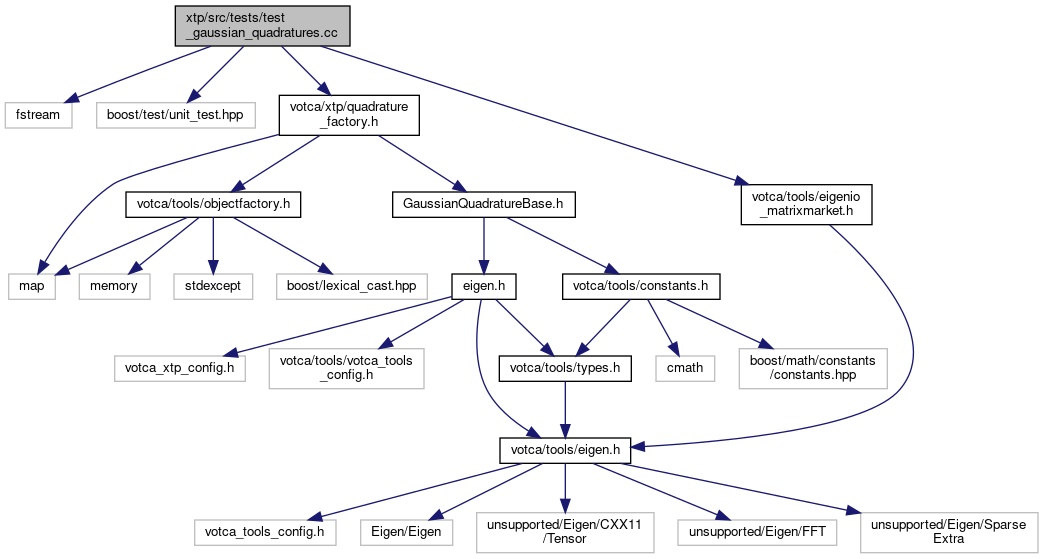 xtp/src/tests/test
_gaussian_quadratures.cc
fstream
boost/test/unit_test.hpp
votca/xtp/quadrature
_factory.h
votca/tools/eigenio
_matrixmarket.h
votca/tools/objectfactory.h
GaussianQuadratureBase.h
map
memory
stdexcept
boost/lexical_cast.hpp
eigen.h
votca/tools/constants.h
votca_xtp_config.h
votca/tools/votca_tools
_config.h
votca/tools/types.h
cmath
boost/math/constants
/constants.hpp
votca/tools/eigen.h
votca_tools_config.h
Eigen/Eigen
unsupported/Eigen/CXX11
/Tensor
unsupported/Eigen/FFT
unsupported/Eigen/Sparse
Extra